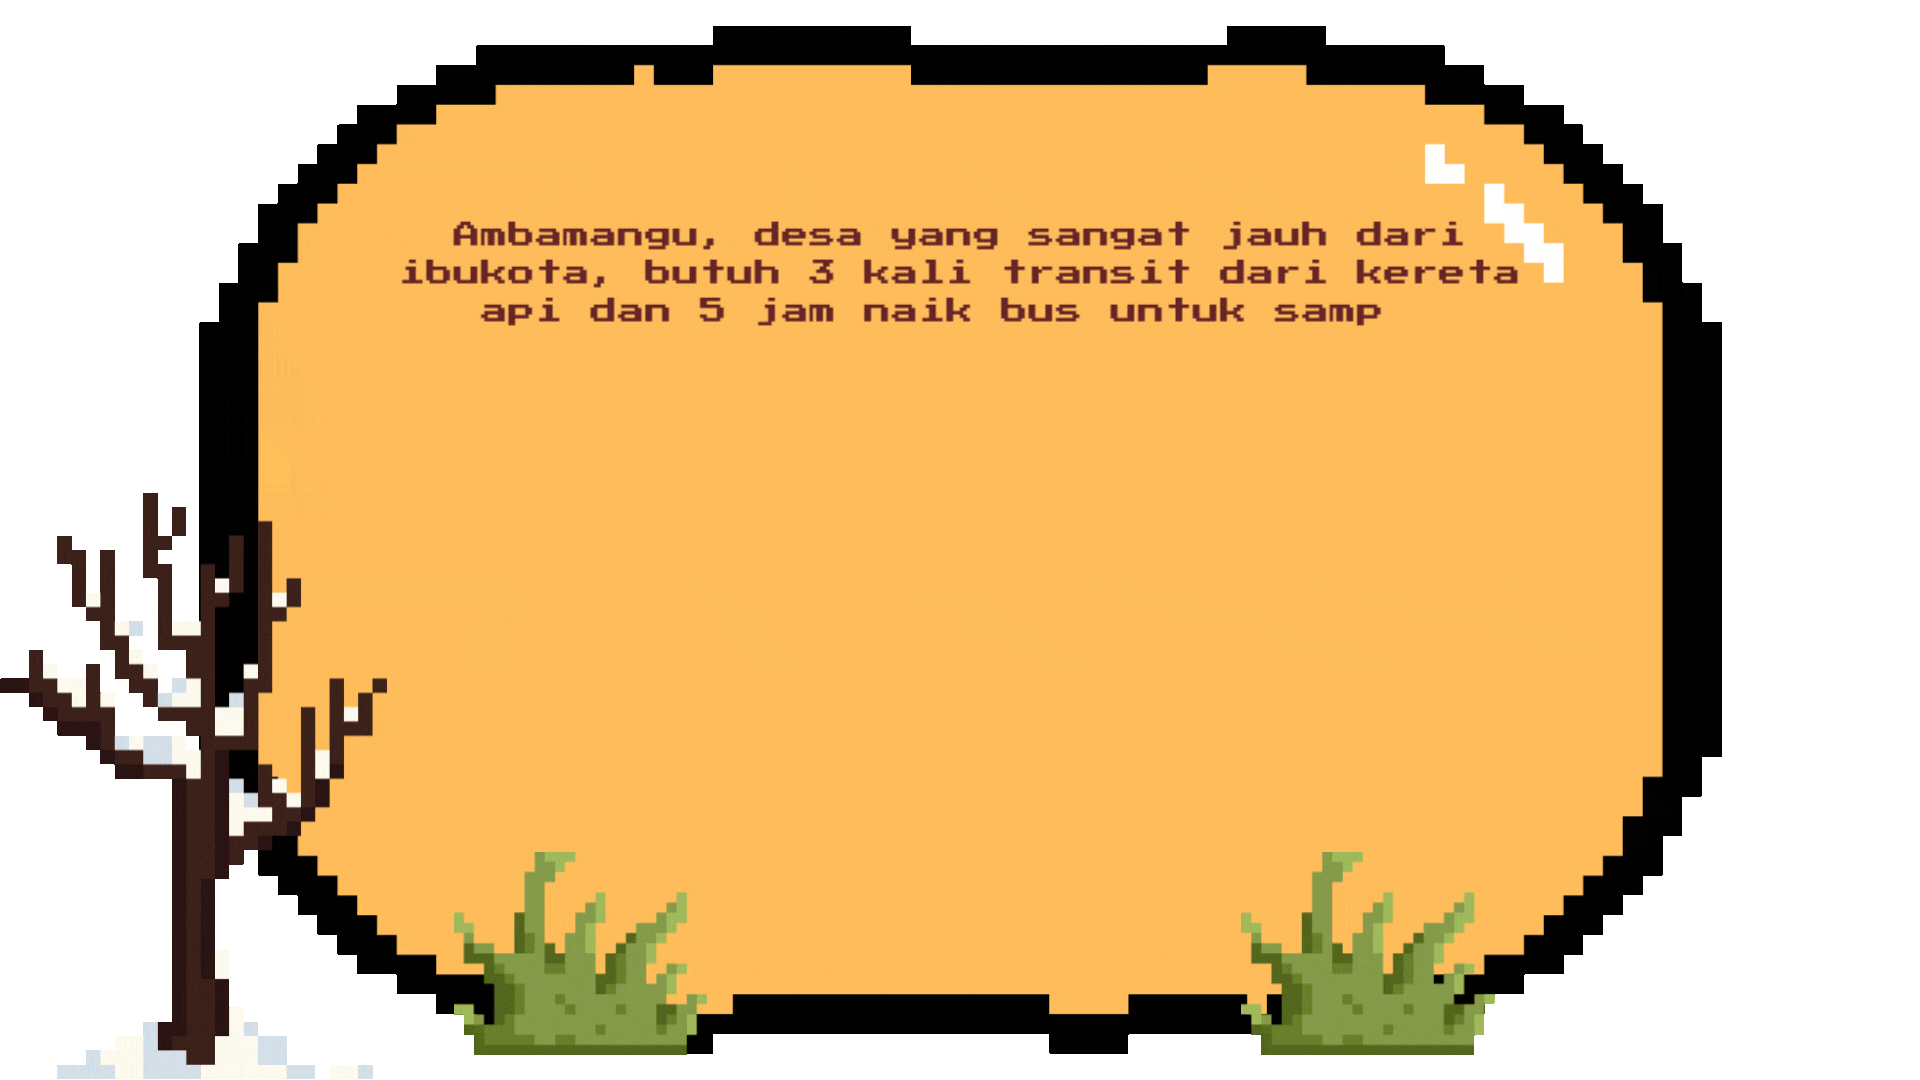 Ambamangu, desa yang sangat jauh dari
ibukota, butuh 3 kali transit dari kereta
api dan 5 jam naik bus untuk samp